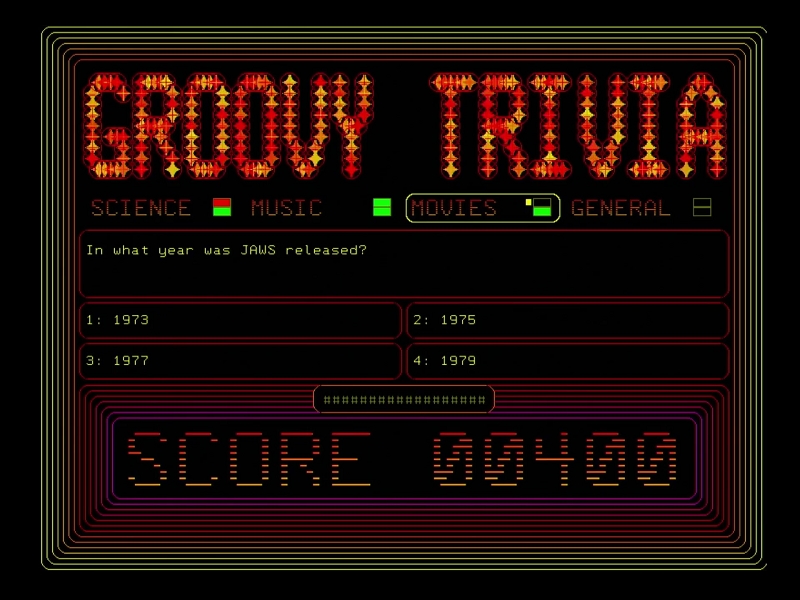 GROOVY TRIVIA
SCIENCE MUSIC MOVIES GENERAL
In what year was JAWS released?
1: 1973 2: 1975
3: 1977 4: 1979
##################
SCORE 00400